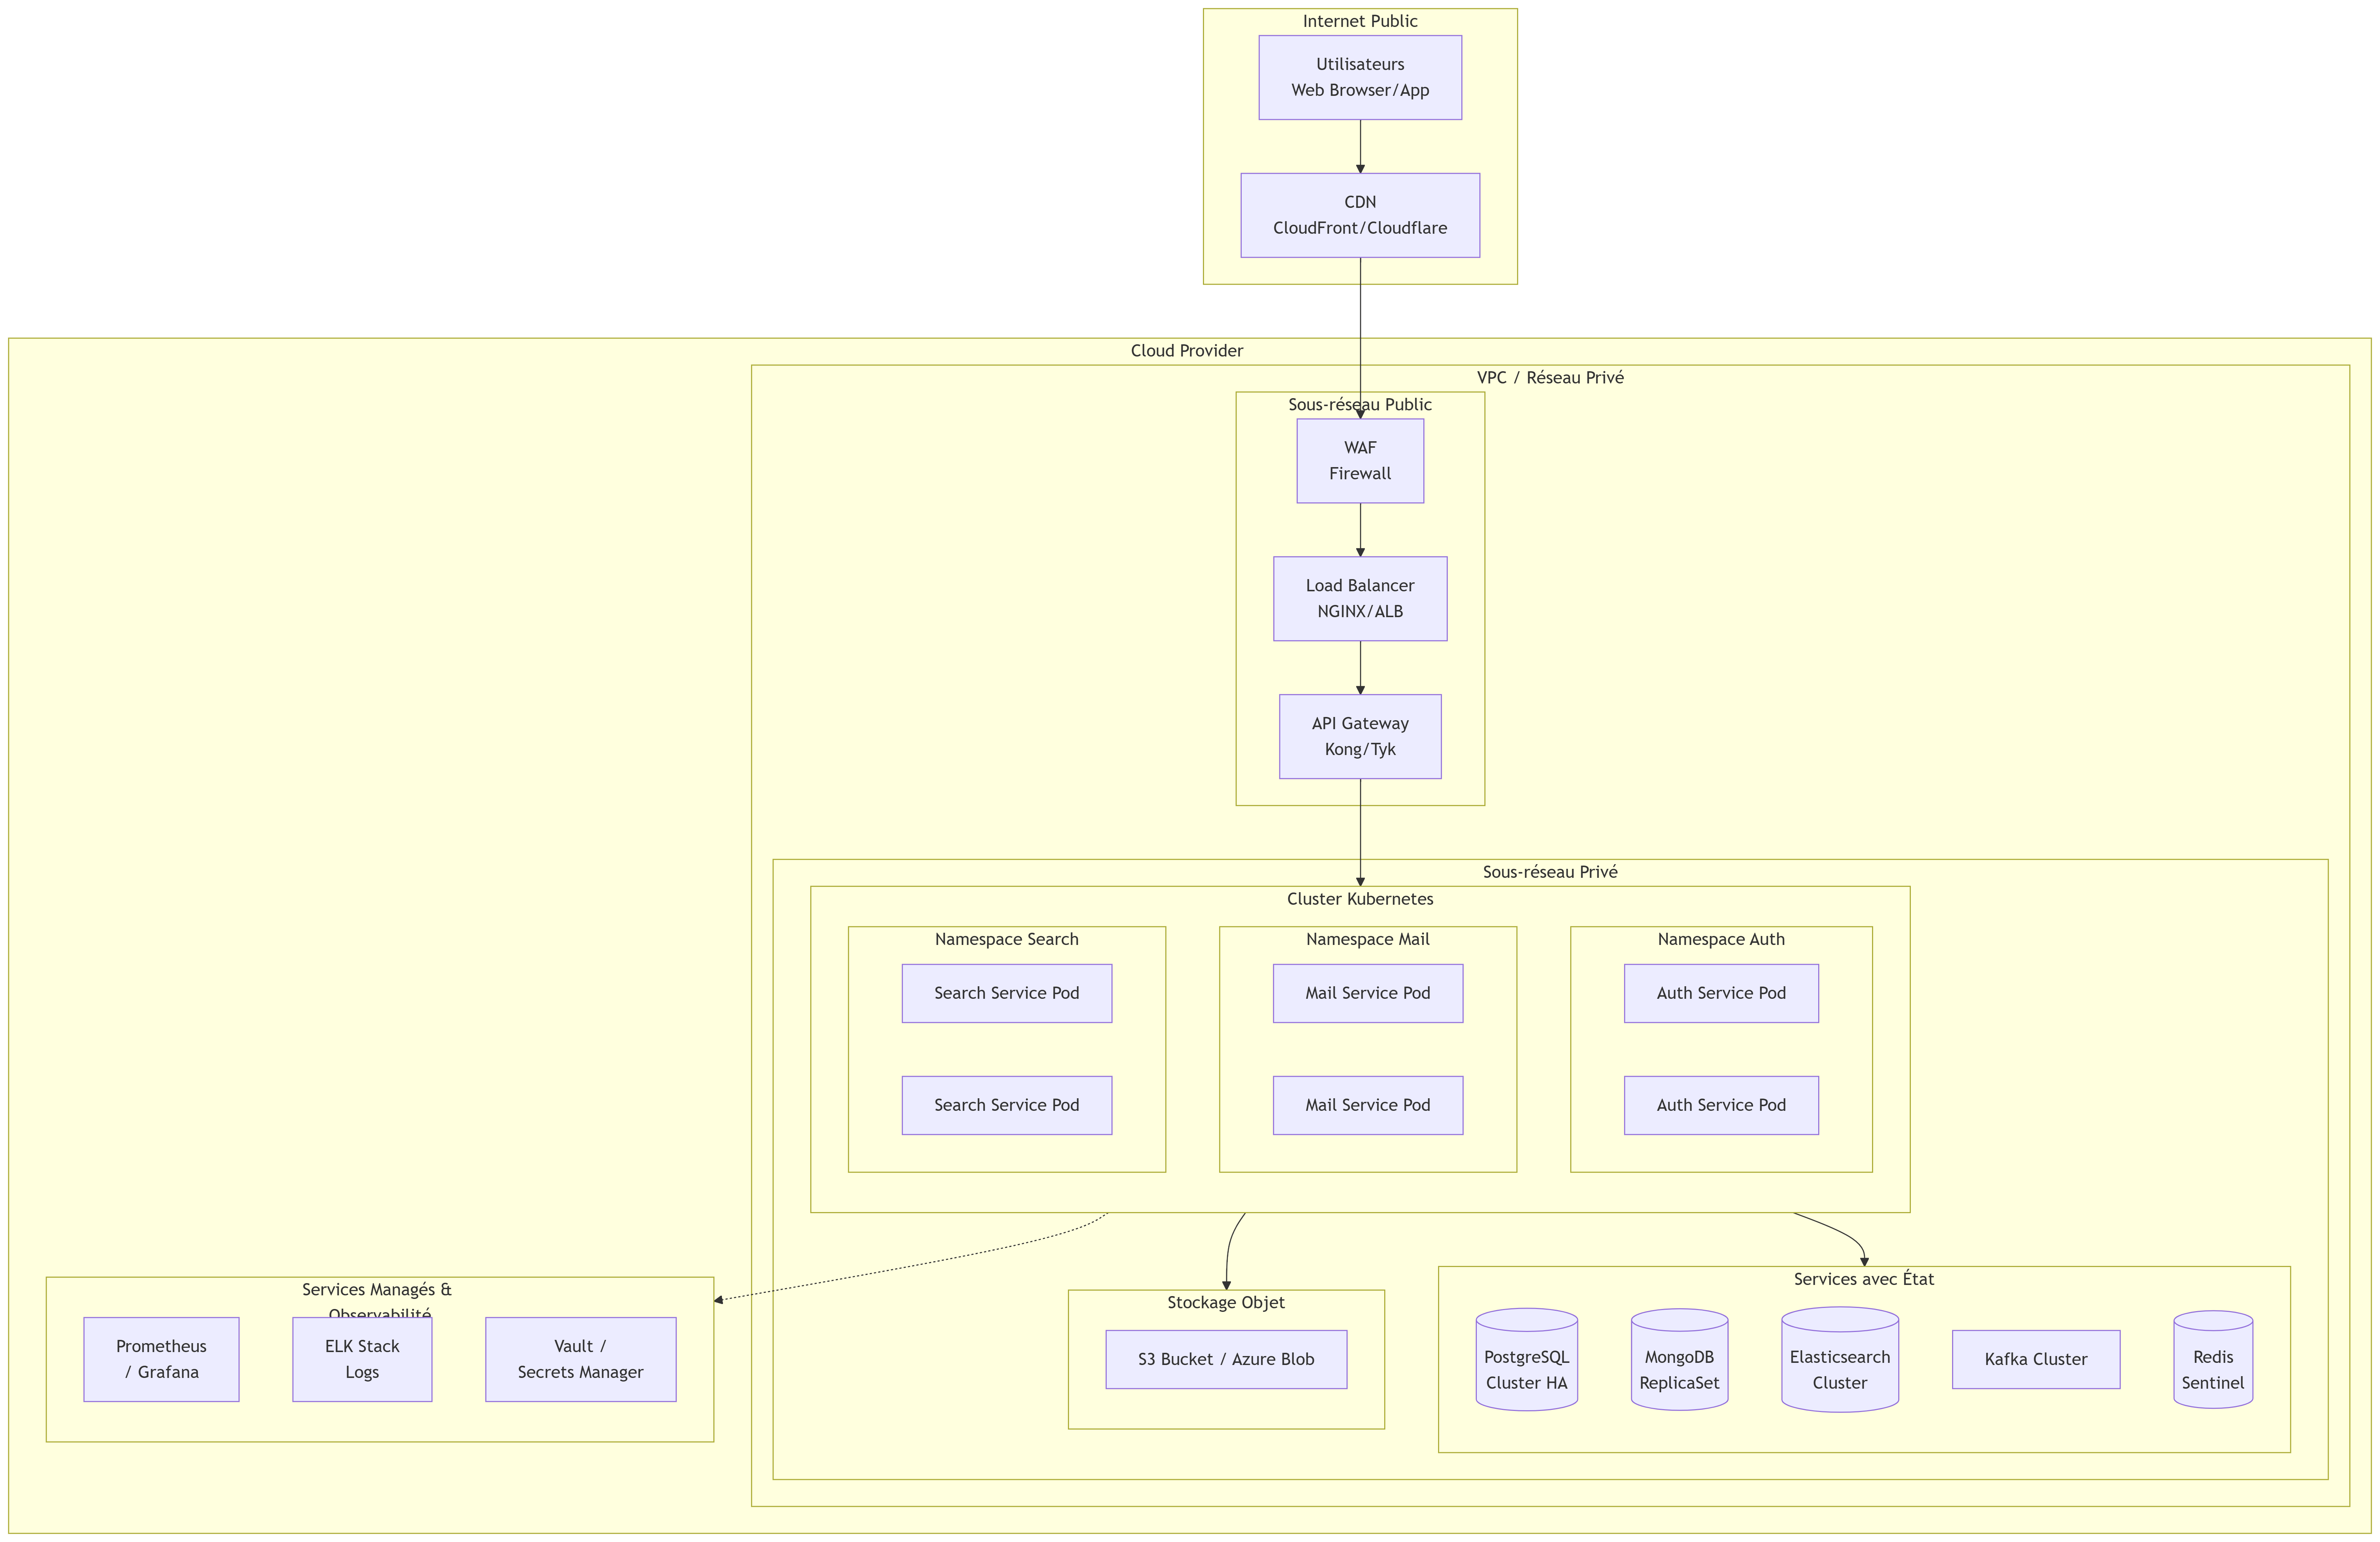 Internet Public
Utilisateurs
Web Browser/App
CDN
CloudFront/Cloudflare
Cloud Provider
VPC / Réseau Privé
Sous-réseau Public
WAF
Firewall
Load Balancer
NGINX/ALB
API Gateway
Kong/Tyk
Sous-réseau Privé
Cluster Kubernetes
Namespace Search
Search Service Pod
Search Service Pod
Namespace Mail
Mail Service Pod
Mail Service Pod
Namespace Auth
Auth Service Pod
Auth Service Pod
Services Managés &
Observabilité
Prometheus
/ Grafana
ELK Stack
Logs
Vault /
Secrets Manager
Stockage Objet
S3 Bucket / Azure Blob
Services avec État
PostgreSQL
Cluster HA
MongoDB
ReplicaSet
Elasticsearch
Cluster
Kafka Cluster
Redis
Sentinel